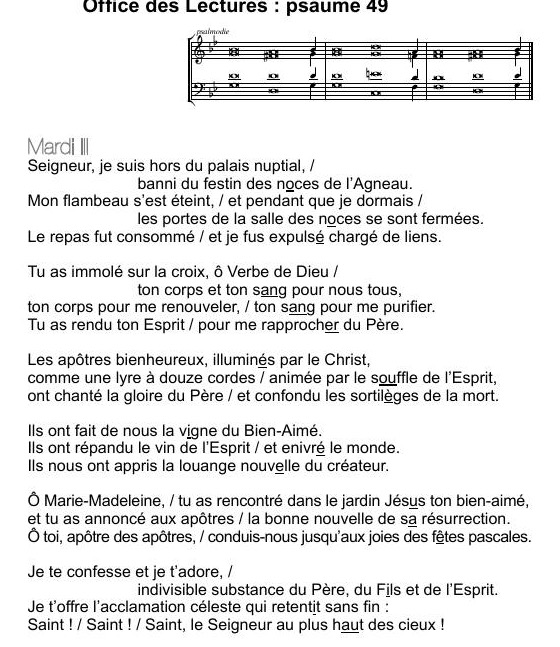 Office des Lectures : psaume 49
psalmodie
Mardi III
Seigneur, je suis hors du palais nuptial, /
banni du festin des noces de l'Agneau.
Mon flambeau s'est éteint, / et pendant que je dormais /
les portes de la salle des noces se sont fermées.
Le repas fut consommé / et je fus expulsé chargé de liens.
Tu as immolé sur la croix, ô Verbe de Dieu /
ton corps et ton sang pour nous tous,
ton corps pour me renouveler, / ton sang pour me purifier.
Tu as rendu ton Esprit / pour me rapprocher du Père.
Les apôtres bienheureux, illuminés par le Christ,
comme une lyre à douze cordes / animée par le souffle de l'Esprit,
ont chanté la gloire du Père / et confondu les sortilèges de la mort.
Ils ont fait de nous la vigne du Bien-Aimé.
Ils ont répandu le vin de l'Esprit / et enivré le monde.
Ils nous ont appris la louange nouvelle du créateur.
Ô Marie-Madeleine, / tu as rencontré dans le jardin Jésus ton bien-aimé,
et tu as annoncé aux apôtres / la bonne nouvelle de sa résurrection.
Ô toi, apôtre des apôtres, / conduis-nous jusqu'aux joies des fêtes pascales.
Je te confesse et je t'adore, /
indivisible substance du Père, du Fils et de l'Esprit.
Je t'offre l'acclamation céleste qui retentit sans fin :
Saint ! / Saint ! / Saint, le Seigneur au plus haut des cieux !